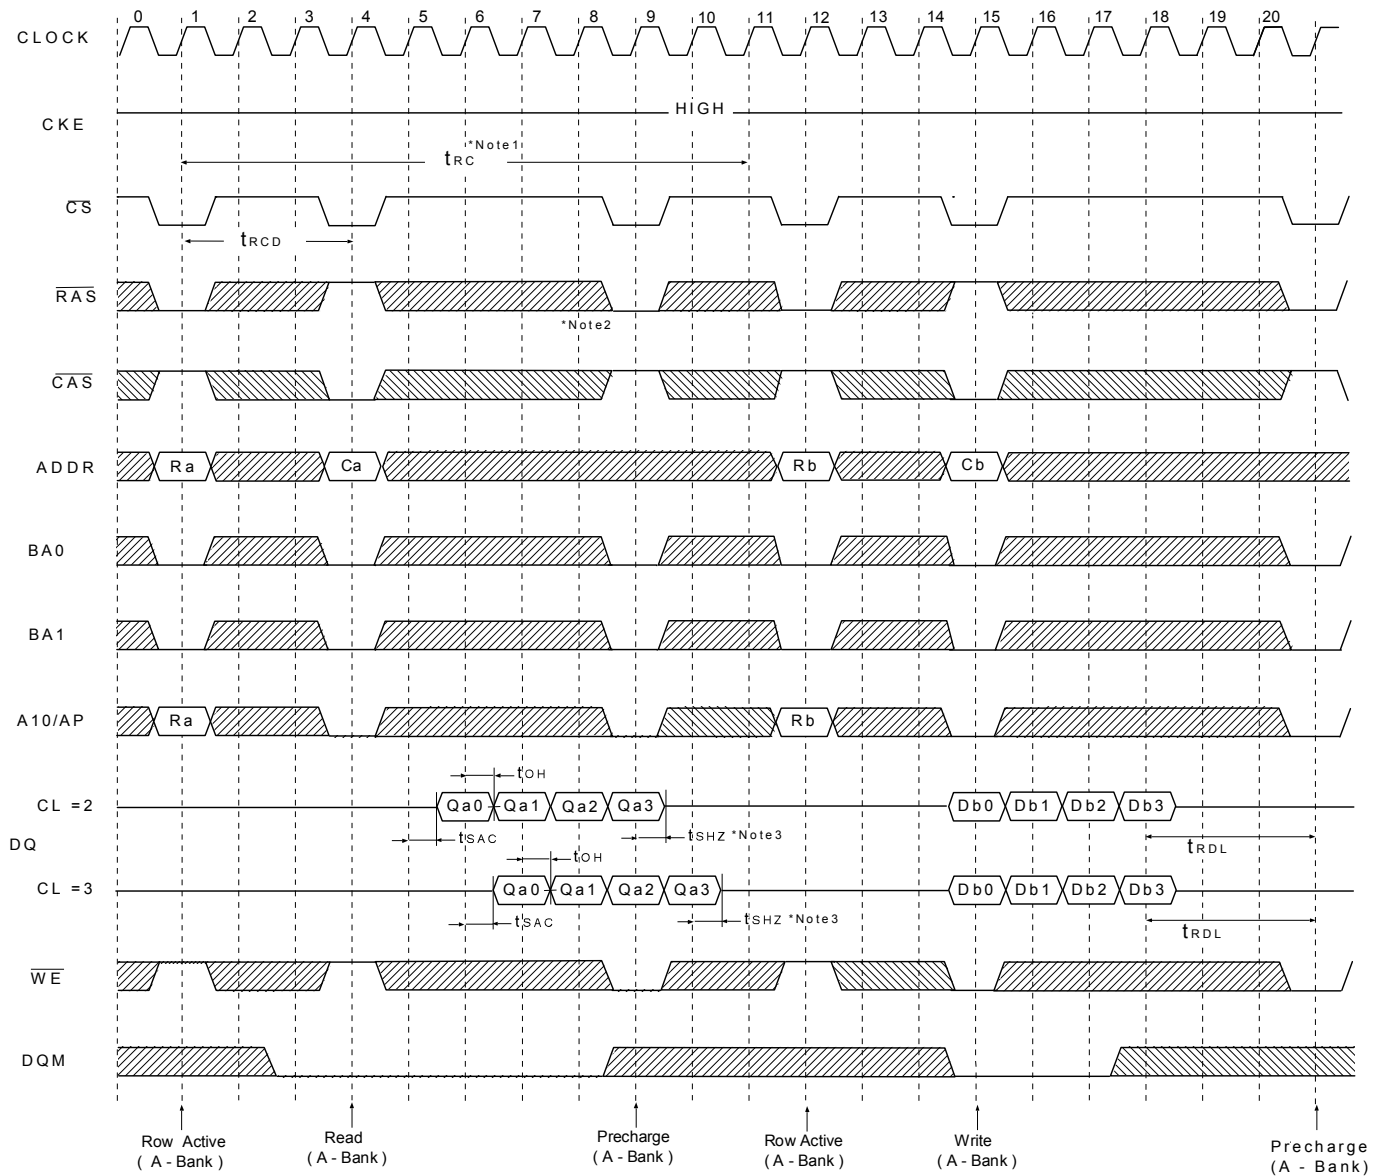 0 1 2 3 4 5 6 7 8 9 10 11 12 13 14 15 16 17 18 19 20
CLOCK
HIGH
CKE
tRC *Note1
CS
tRCD
RAS
*Note2
CAS
ADDR Ra Ca Rb Cb
BA0
BA1
A10/AP Ra Rb
tOH
CL =2 Qa0 Qa1 Qa2 Qa3 Db0 Db1 Db2 Db3
tSAC tSHZ *Note3 tRDL
DQ
tOH
CL =3 Qa0 Qa1 Qa2 Qa3 Db0 Db1 Db2 Db3
tSAC tSHZ *Note3 tRDL
WE
DQM
Row Active Read Precharge Row Active Write Precharge
( A - Bank ) ( A - Bank ) ( A - Bank ) ( A - Bank ) ( A - Bank ) ( A - Bank )